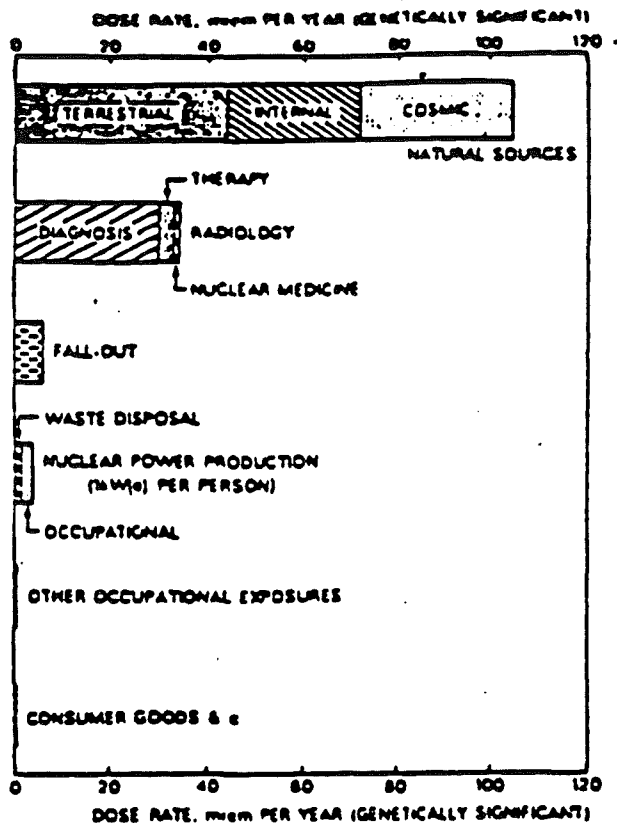 DOSE RATE, mrem PER YEAR (GENETICALLY SIGNIFICANT)
0 20 40 60 80 100 120
TERRESTRIAL INTERNAL COSMIC
NATURAL SOURCES
THERAPY
DIAGNOSIS RADIOLOGY
NUCLEAR MEDICINE
FALL-OUT
WASTE DISPOSAL
NUCLEAR POWER PRODUCTION
PER PERSON)
OCCUPATIONAL
OTHER OCCUPATIONAL EXPOSURES
CONSUMER GOODS &
0 20 40 60 80 100 120
DOSE RATE, mrem PER YEAR (GENETICALLY SIGNIFICANT)